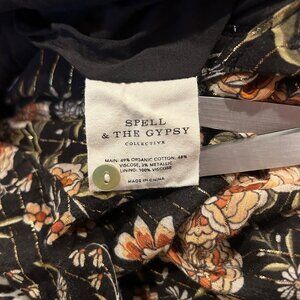 SPELL
& THE GYPSY
COLLECTIVE
MAIN: 49% ORGANIC COTTON, 48%
VISCOSE, 3% METALLIC
LINING: 100% VISCOSE
MADE IN CHINA